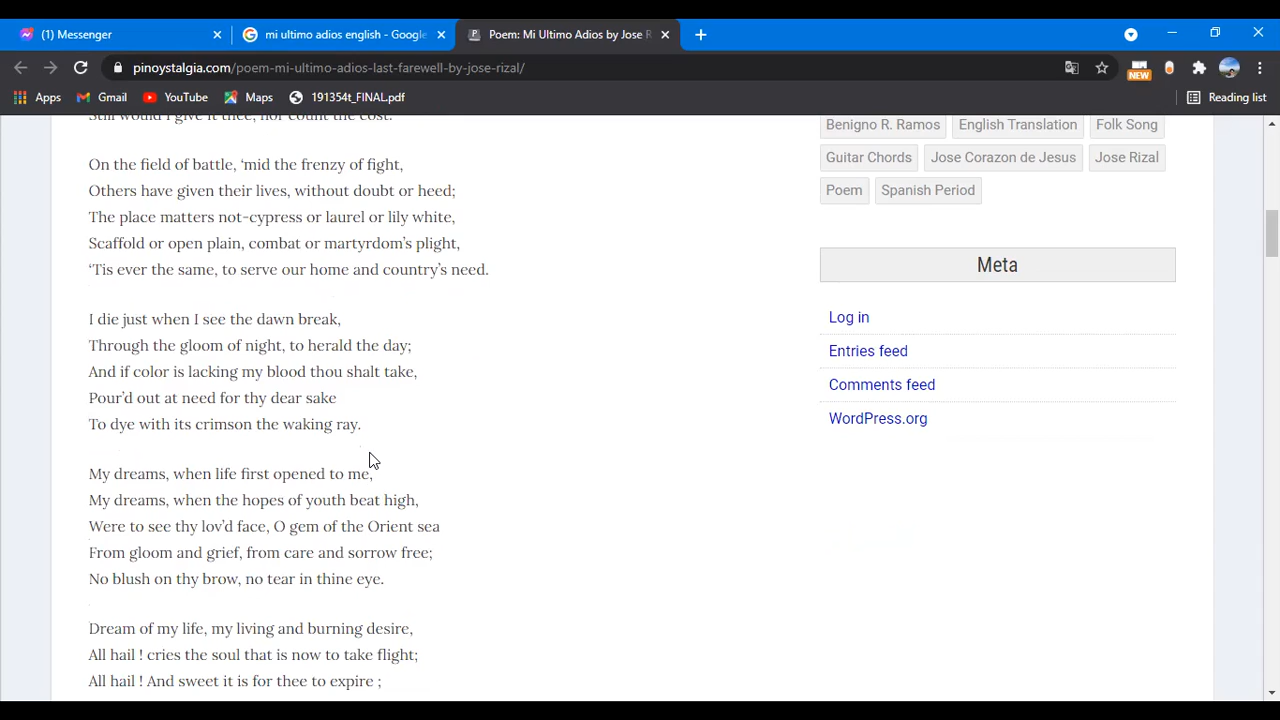 (1) Messenger
mi ultimo adios english - Google
Poem: Mi Ultimo Adios by Jose R
pinoystalgia.com/poem-mi-ultimo-adios-last-farewell-by-jose-rizal/
NEW
Apps
Gmail
YouTube
Maps
191354t_FINAL.pdf
Reading list
Still would I give it thee, nor count the cost.
On the field of battle, ‘mid the frenzy of fight,
Others have given their lives, without doubt or heed;
The place matters not-cypress or laurel or lily white,
Scaffold or open plain, combat or martyrdom’s plight,
‘Tis ever the same, to serve our home and country’s need.
I die just when I see the dawn break,
Through the gloom of night, to herald the day;
And if color is lacking my blood thou shalt take,
Pour’d out at need for thy dear sake
To dye with its crimson the waking ray.
My dreams, when life first opened to me,
My dreams, when the hopes of youth beat high,
Were to see thy lov’d face, O gem of the Orient sea
From gloom and grief, from care and sorrow free;
No blush on thy brow, no tear in thine eye.
Dream of my life, my living and burning desire,
All hail ! cries the soul that is now to take flight;
All hail ! And sweet it is for thee to expire ;
Benigno R. Ramos
English Translation
Folk Song
Guitar Chords
Jose Corazon de Jesus
Jose Rizal
Poem
Spanish Period
Meta
Log in
Entries feed
Comments feed
WordPress.org